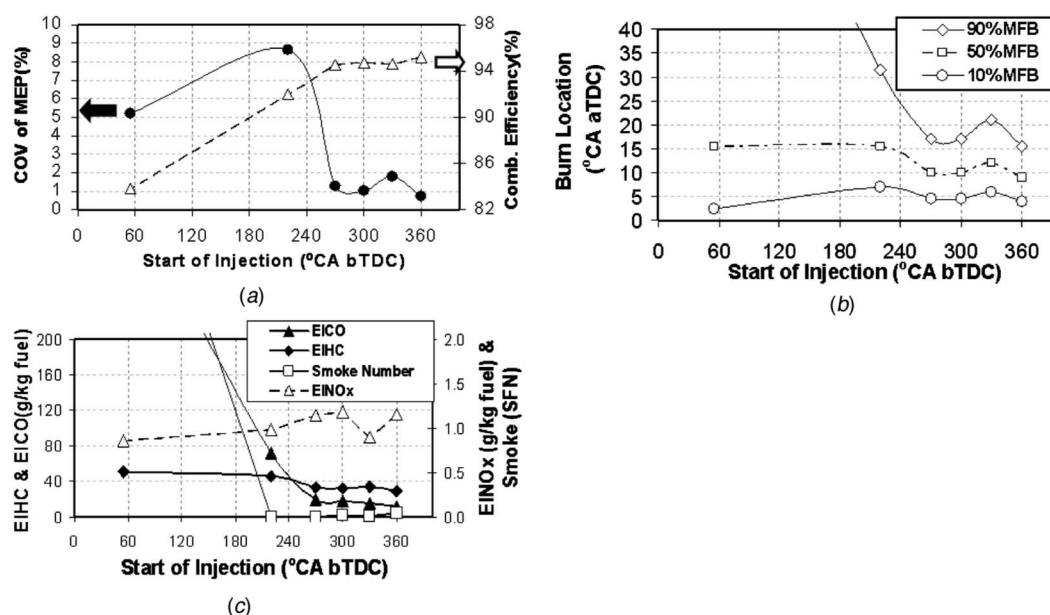 COV of MEP(%)
10
9
8
7
6
5
4
3
2
1
0
98
94
90
86
82
Comb. Efficiency(%)
0 60 120 180 240 300 360
Start of Injection (ºCA bTDC)
(a)
90%MFB
50%MFB
10%MFB
Burn Location
(ºCA aTDC)
40
35
30
25
20
15
10
5
0
0 60 120 180 240 300 360
Start of Injection (ºCA bTDC)
(b)
EICO
EIHC
Smoke Number
EINOx
EIHC & EICO(g/kg fuel)
200
160
120
80
40
0
2.0
1.5
1.0
0.5
0.0
EINOx (g/kg fuel) &
Smoke (SFN)
0 60 120 180 240 300 360
Start of Injection (ºCA bTDC)
(c)